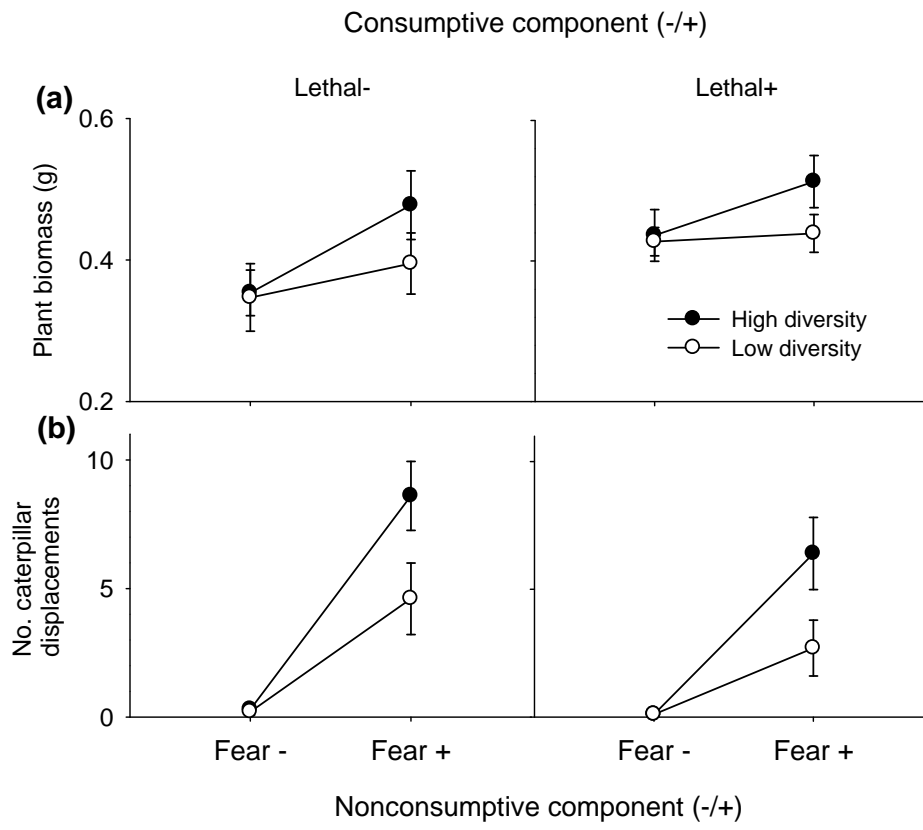 Consumptive component (-/+)
Lethal-
Lethal+
(a)
Plant biomass (g)
0.6
0.4
0.2
High diversity
Low diversity
(b)
No. caterpillar
displacements
10
5
0
Fear -
Fear +
Fear -
Fear +
Nonconsumptive component (-/+)